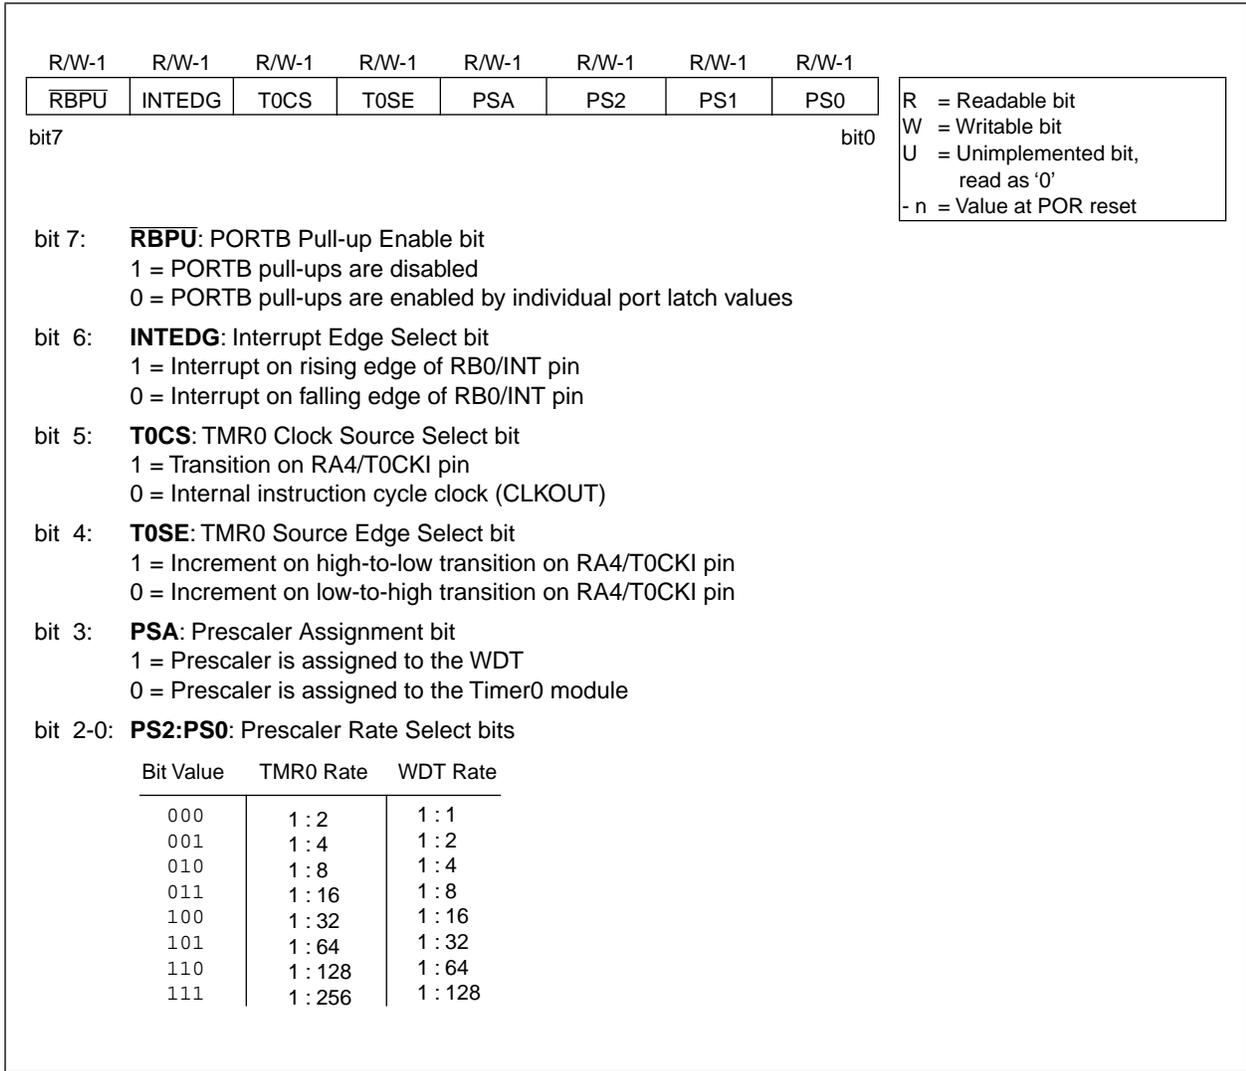 R/W-1 R/W-1 R/W-1 R/W-1 R/W-1 R/W-1 R/W-1 R/W-1
RBPU INTEDG T0CS T0SE PSA PS2 PS1 PS0
bit7 bit0
R = Readable bit
W = Writable bit
U = Unimplemented bit,
read as ‘0’
- n = Value at POR reset
bit 7: RBPU: PORTB Pull-up Enable bit
1 = PORTB pull-ups are disabled
0 = PORTB pull-ups are enabled by individual port latch values
bit 6: INTEDG: Interrupt Edge Select bit
1 = Interrupt on rising edge of RB0/INT pin
0 = Interrupt on falling edge of RB0/INT pin
bit 5: T0CS: TMR0 Clock Source Select bit
1 = Transition on RA4/T0CKI pin
0 = Internal instruction cycle clock (CLKOUT)
bit 4: T0SE: TMR0 Source Edge Select bit
1 = Increment on high-to-low transition on RA4/T0CKI pin
0 = Increment on low-to-high transition on RA4/T0CKI pin
bit 3: PSA: Prescaler Assignment bit
1 = Prescaler is assigned to the WDT
0 = Prescaler is assigned to the Timer0 module
bit 2-0: PS2:PS0: Prescaler Rate Select bits
Bit Value TMR0 Rate WDT Rate
000 1 : 2 1 : 1
001 1 : 4 1 : 2
010 1 : 8 1 : 4
011 1 : 16 1 : 8
100 1 : 32 1 : 16
101 1 : 64 1 : 32
110 1 : 128 1 : 64
111 1 : 256 1 : 128